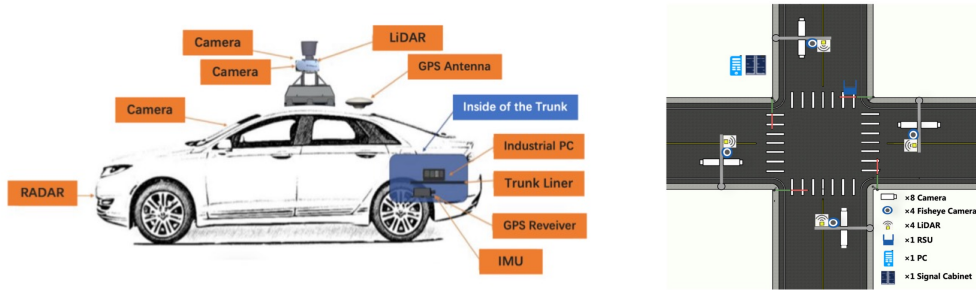 Camera
LiDAR
Camera
GPS Antenna
Camera
Inside of the Trunk
Industrial PC
RADAR
Trunk Liner
GPS Reveiver
IMU
×8 Camera
×4 Fisheye Camera
×4 LiDAR
×1 RSU
×1 PC
×1 Signal Cabinet